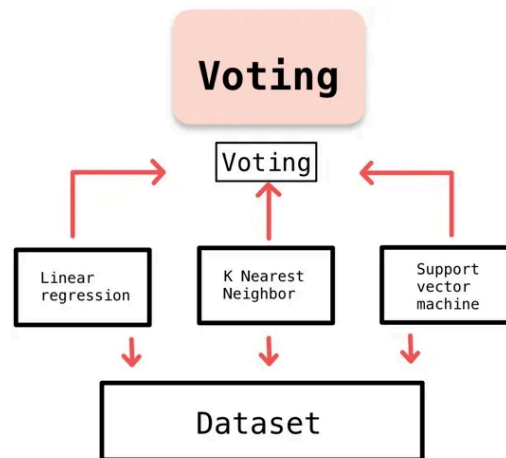 Voting
Voting
Linear
regression
K Nearest
Neighbor
Support
vector
machine
Dataset